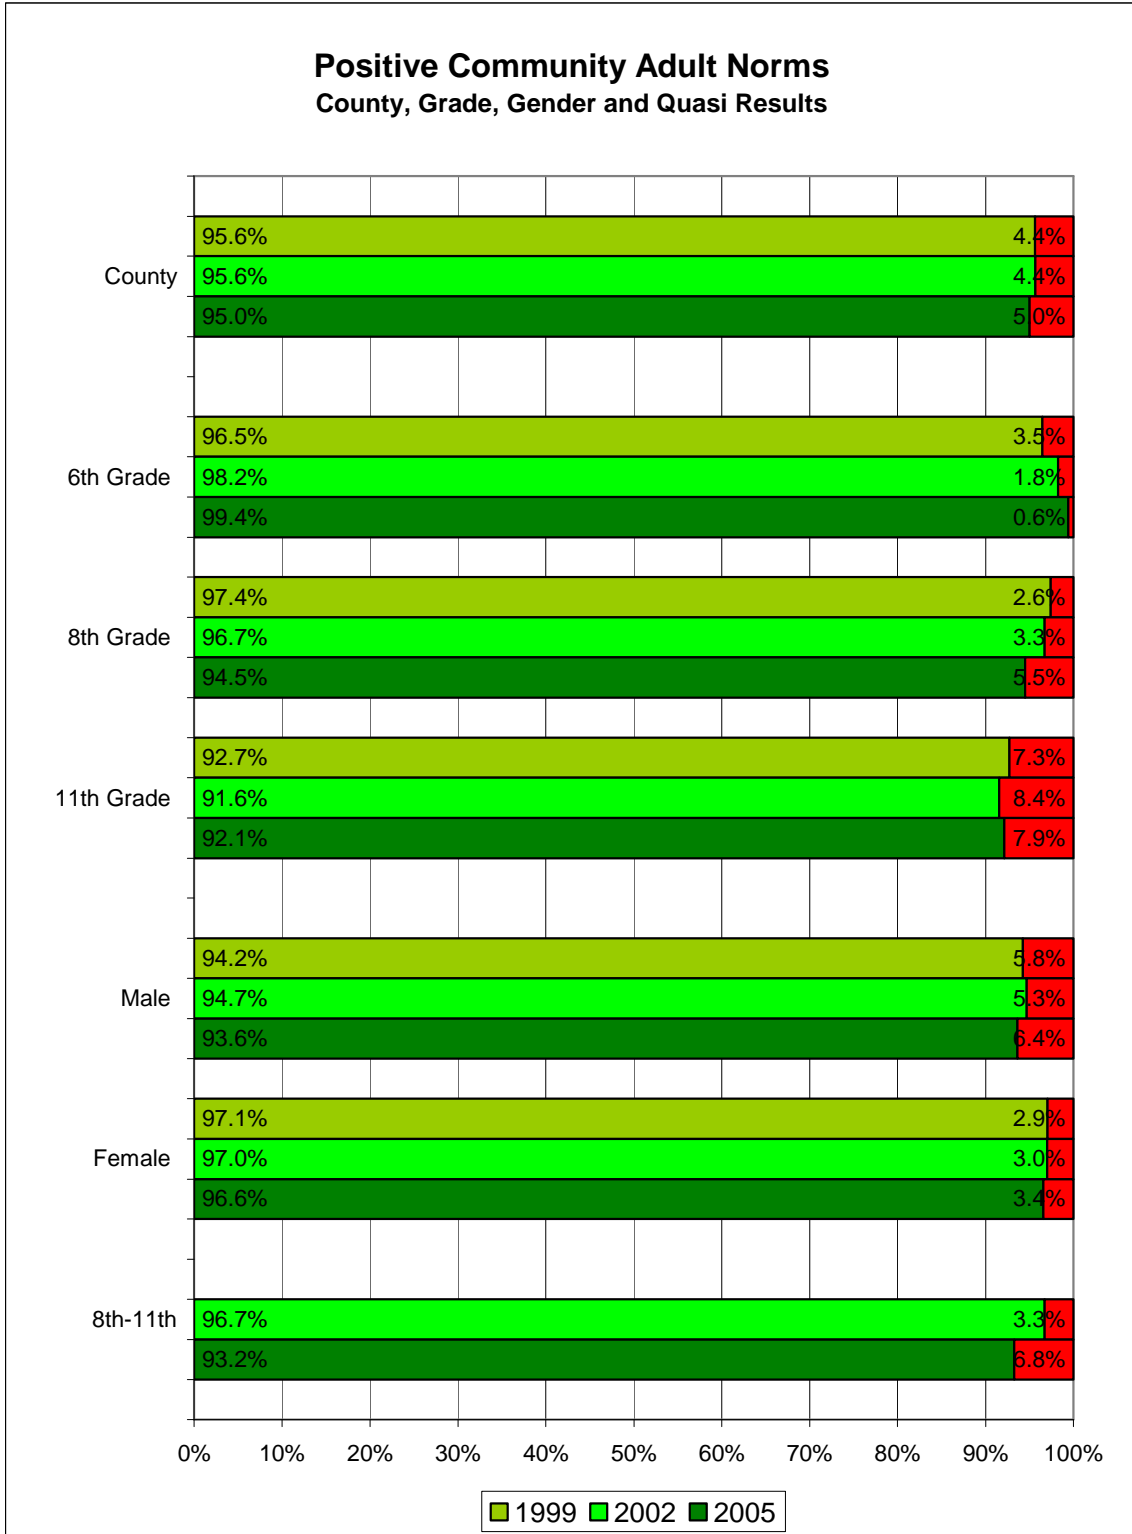 Positive Community Adult Norms
County, Grade, Gender and Quasi Results
95.6% 4.4%
County 95.6% 4.4%
95.0% 5.0%
96.5% 3.5%
6th Grade 98.2% 1.8%
99.4% 0.6%
97.4% 2.6%
8th Grade 96.7% 3.3%
94.5% 5.5%
92.7% 7.3%
11th Grade 91.6% 8.4%
92.1% 7.9%
94.2% 5.8%
Male 94.7% 5.3%
93.6% 6.4%
97.1% 2.9%
Female 97.0% 3.0%
96.6% 3.4%
8th-11th 96.7% 3.3%
93.2% 6.8%
0% 10% 20% 30% 40% 50% 60% 70% 80% 90% 100%
1999 2002 2005